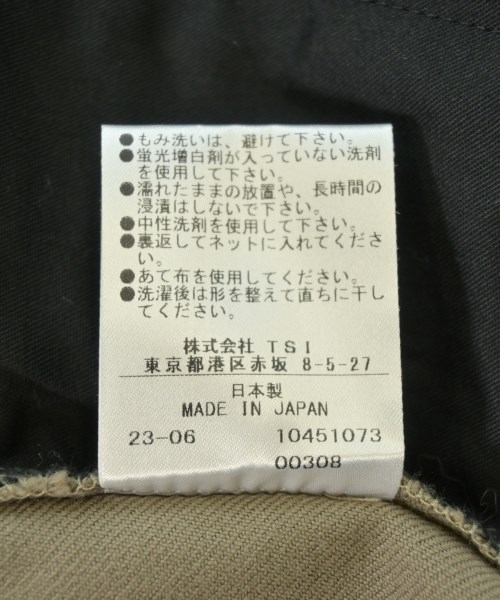 ●もみ洗いは、避けて下さい。
●蛍光増白剤が入っていない洗剤
を使用して下さい。
●濡れたままの放置や、長時間の
浸漬はしないで下さい。
●中性洗剤を使用して下さい。
●裏返してネットに入れてくださ
い。
●あて布を使用してください。
●洗濯後は形を整えて直ちに干し
てください。
株式会社 TSI
東京都港区赤坂 8-5-27
日本製
MADE IN JAPAN
23-06 10451073
00308